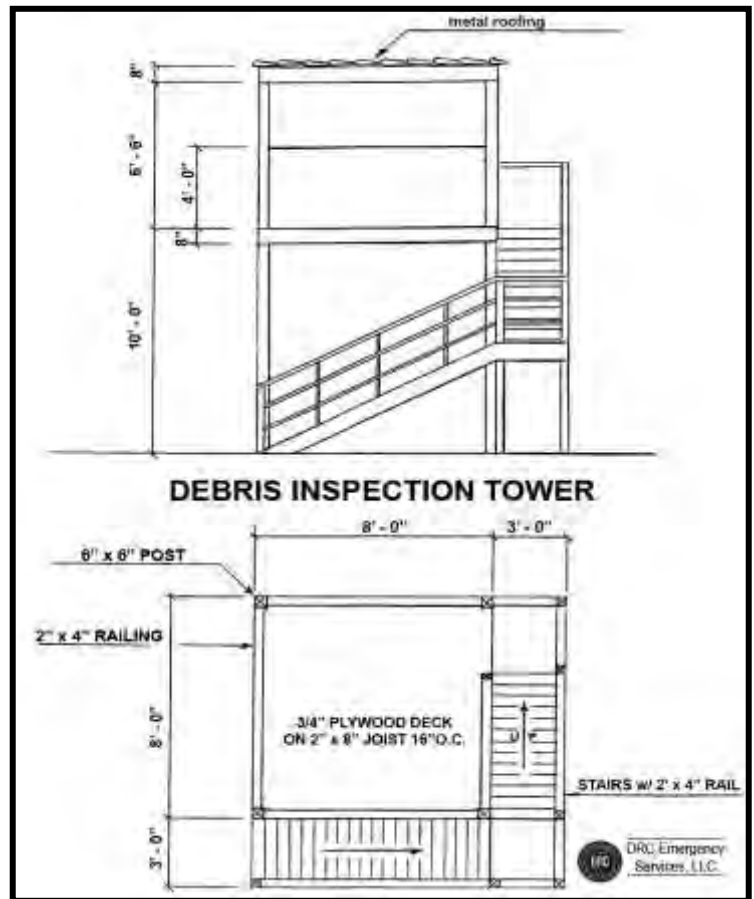 metal roofing
8"
6' - 6"
4' - 0"
8"
10' - 0"
DEBRIS INSPECTION TOWER
8' - 0"
3' - 0"
6" x 6" POST
2" x 4" RAILING
8' - 0"
3/4" PLYWOOD DECK
ON 2" x 8" JOIST 16"O.C.
UP
STAIRS w/ 2' x 4" RAIL
3' - 0"
DRC
DRC Emergency
Services, LLC.